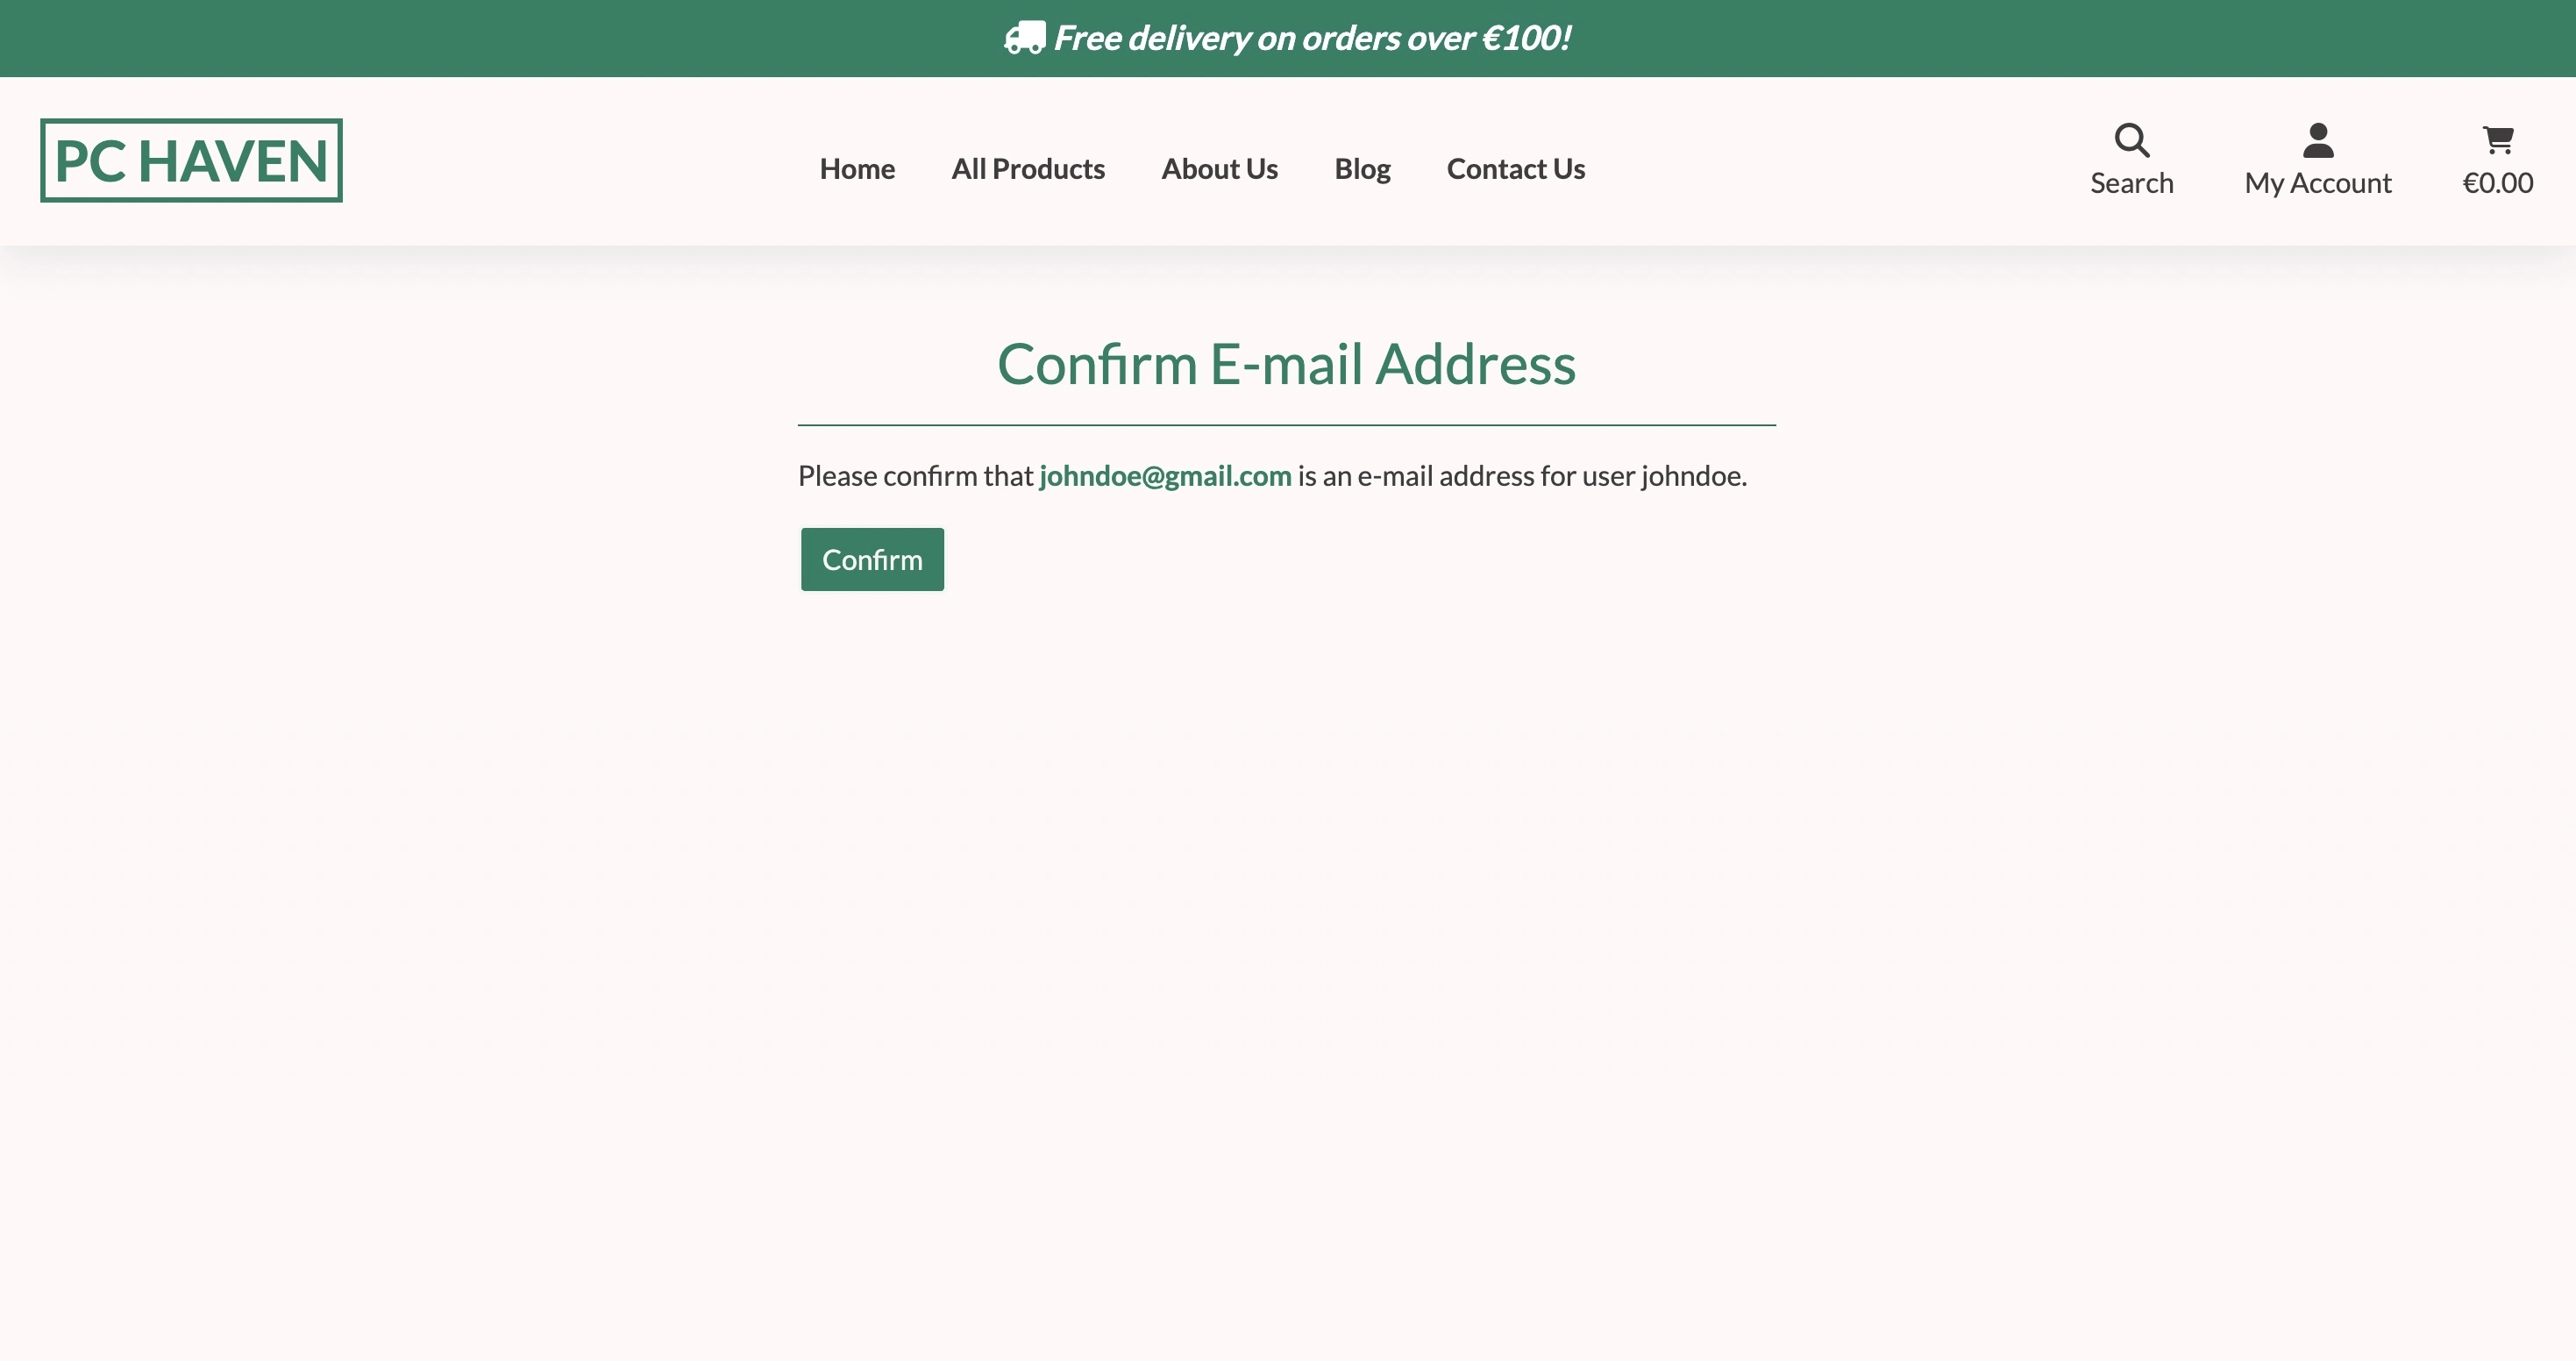 Free delivery on orders over €100!
PC HAVEN
Home All Products About Us Blog Contact Us
Search My Account €0.00
Confirm E-mail Address
Please confirm that johndoe@gmail.com is an e-mail address for user johndoe.
Confirm